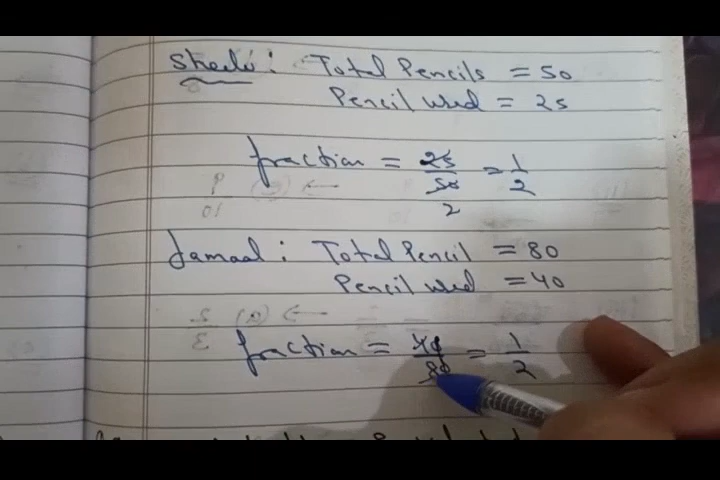 Sheelu : Total Pencils = 50
Pencil used = 25
fraction = 25/50 = 1/2
2
Jamaal : Total Pencil = 80
Pencil used = 40
fraction = 40/80 = 1/2